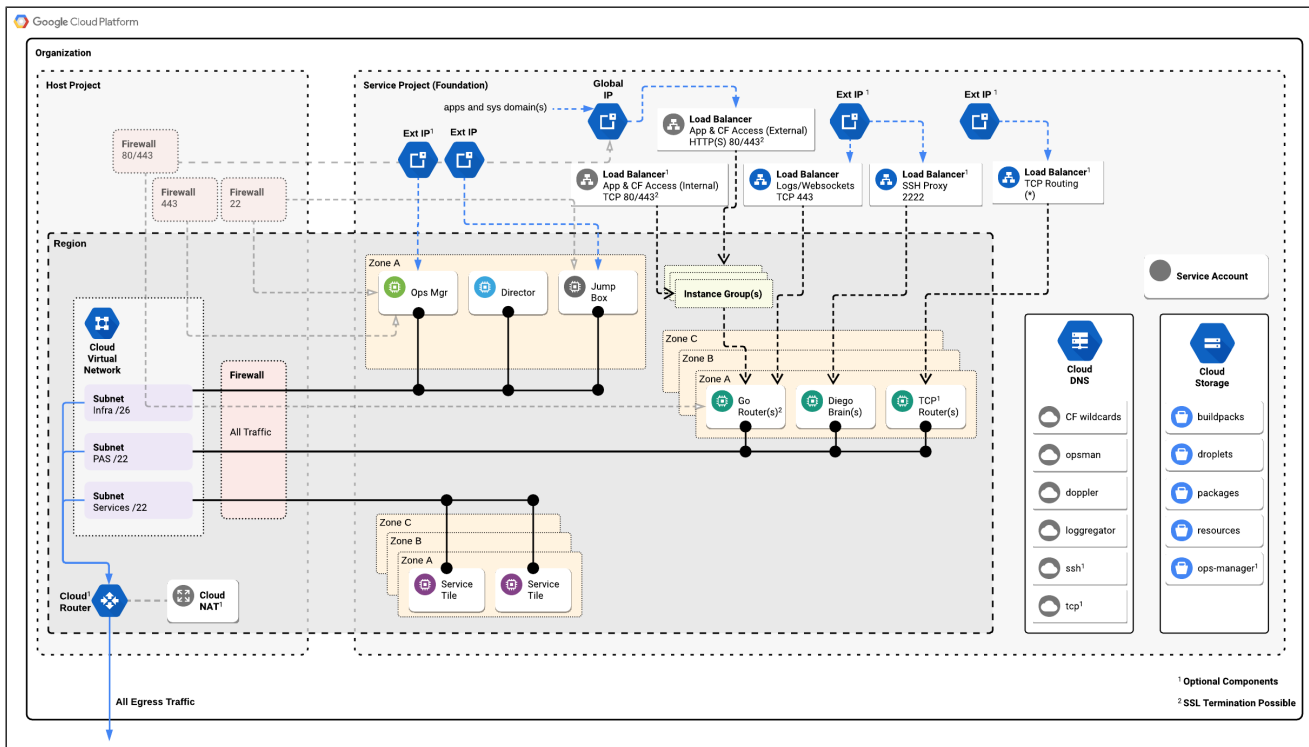 Google Cloud Platform
Organization
Host Project
Service Project (Foundation)
Global
IP
apps and sys domain(s)
Ext IP¹
Ext IP
Ext IP ¹
Ext IP ¹
Load Balancer
App & CF Access (External)
HTTP(S) 80/443²
Load Balancer¹
App & CF Access (Internal)
TCP 80/443²
Load Balancer
Logs/Websockets
TCP 443
Load Balancer¹
SSH Proxy
2222
Load Balancer¹
TCP Routing
(*)
Firewall
80/443
Firewall
443
Firewall
22
Region
Zone A
Ops Mgr
Director
Jump
Box
Instance Group(s)
Service Account
Cloud
Virtual
Network
Subnet
Infra /26
Subnet
PAS /22
Subnet
Services /22
Firewall
All Traffic
Zone C
Zone B
Zone A
Go
Router(s)²
Diego
Brain(s)
TCP¹
Router(s)
Zone C
Zone B
Zone A
Service
Tile
Service
Tile
Cloud¹
Router
Cloud
NAT¹
Cloud
DNS
CF wildcards
opsman
doppler
loggregator
ssh¹
tcp¹
Cloud
Storage
buildpacks
droplets
packages
resources
ops-manager¹
All Egress Traffic
¹ Optional Components
² SSL Termination Possible